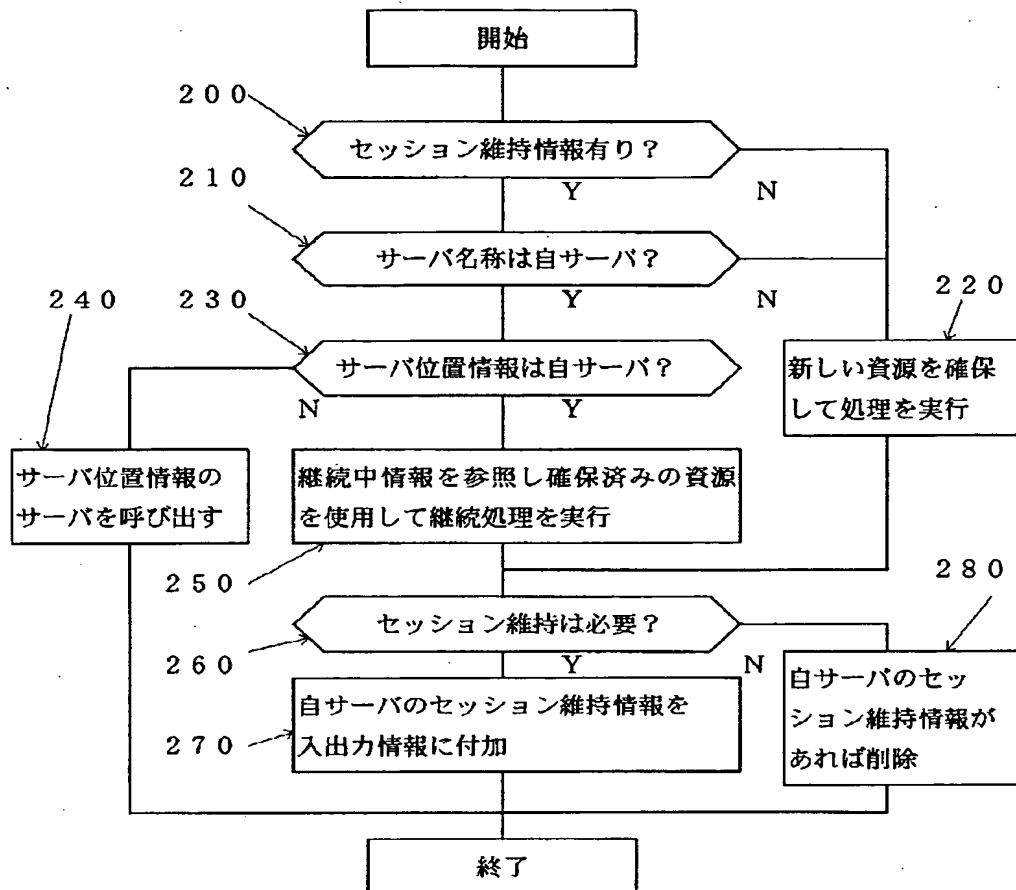 開始
200
セッション維持情報有り?
210
Y
N
サーバ名称は自サーバ?
240
230
Y
N
220
サーバ位置情報は自サーバ?
新しい資源を確保
して処理を実行
N
Y
サーバ位置情報の
サーバを呼び出す
継続中情報を参照し確保済みの資源
を使用して継続処理を実行
250
280
セッション維持は必要?
260
Y
N
自サーバのセッション維持情報を
入出力情報に付加
270
自サーバのセッ
ション維持情報が
あれば削除
終了